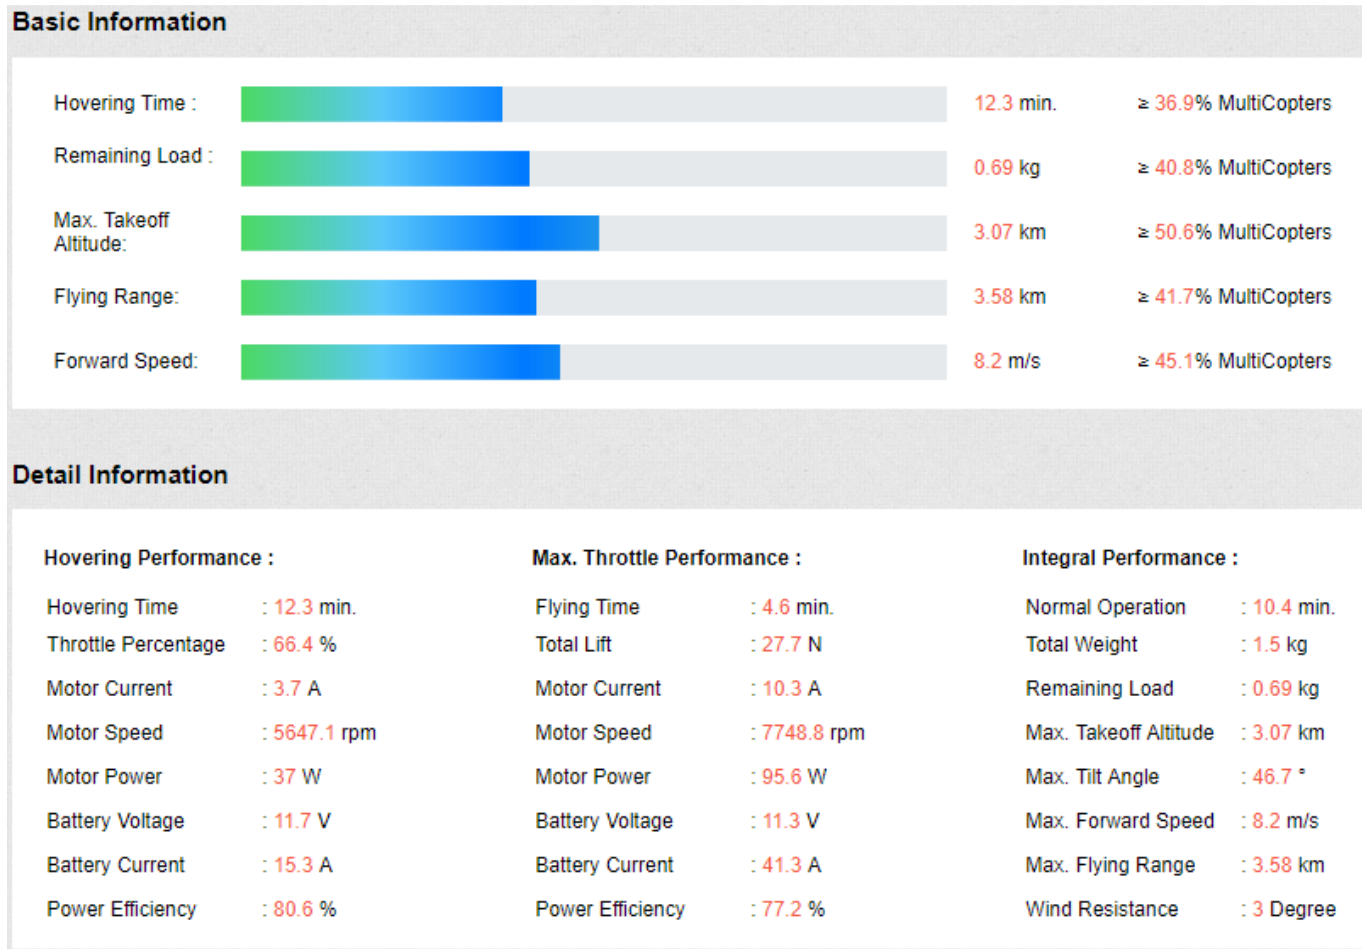 Basic Information
Hovering Time : 12.3 min. ≥ 36.9% MultiCopters
Remaining Load : 0.69 kg ≥ 40.8% MultiCopters
Max. Takeoff
Altitude: 3.07 km ≥ 50.6% MultiCopters
Flying Range: 3.58 km ≥ 41.7% MultiCopters
Forward Speed: 8.2 m/s ≥ 45.1% MultiCopters
Detail Information
Hovering Performance : Max. Throttle Performance : Integral Performance :
Hovering Time : 12.3 min. Flying Time : 4.6 min. Normal Operation : 10.4 min.
Throttle Percentage : 66.4 % Total Lift : 27.7 N Total Weight : 1.5 kg
Motor Current : 3.7 A Motor Current : 10.3 A Remaining Load : 0.69 kg
Motor Speed : 5647.1 rpm Motor Speed : 7748.8 rpm Max. Takeoff Altitude : 3.07 km
Motor Power : 37 W Motor Power : 95.6 W Max. Tilt Angle : 46.7 °
Battery Voltage : 11.7 V Battery Voltage : 11.3 V Max. Forward Speed : 8.2 m/s
Battery Current : 15.3 A Battery Current : 41.3 A Max. Flying Range : 3.58 km
Power Efficiency : 80.6 % Power Efficiency : 77.2 % Wind Resistance : 3 Degree